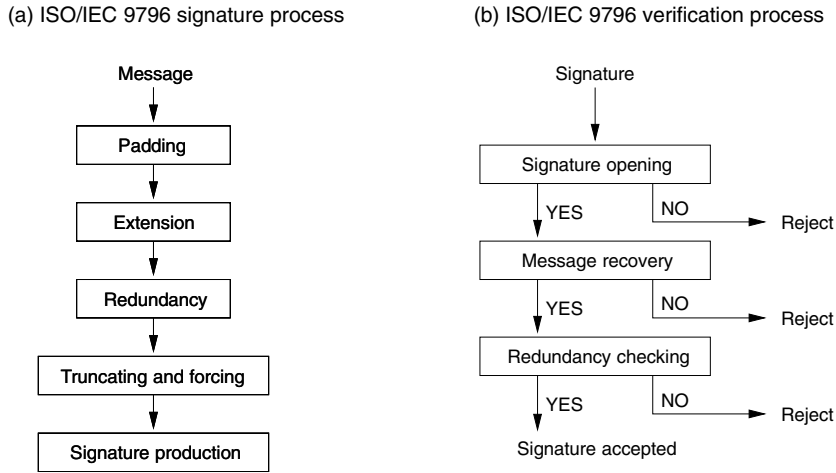 (a) ISO/IEC 9796 signature process
Message
Padding
Extension
Redundancy
Truncating and forcing
Signature production
(b) ISO/IEC 9796 verification process
Signature
Signature opening
YES
NO
Reject
Message recovery
YES
NO
Reject
Redundancy checking
YES
NO
Reject
Signature accepted